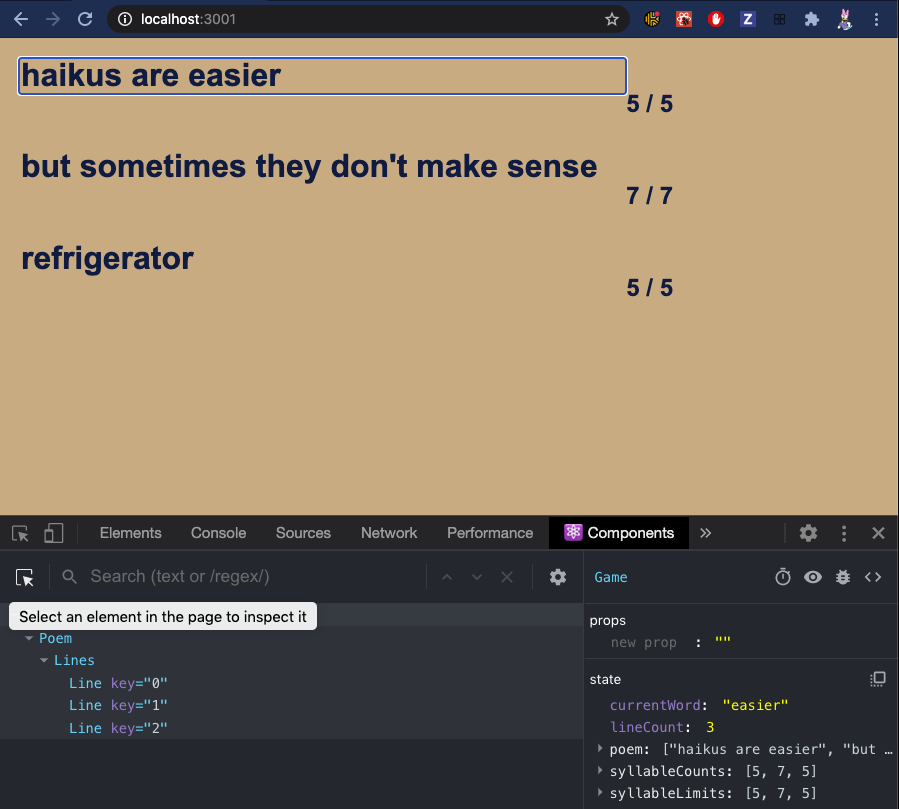 localhost:3001
Z
haikus are easier
5 / 5
but sometimes they don't make sense
7 / 7
refrigerator
5 / 5
Elements Console Sources Network Performance Components »
Search (text or /regex/)
Game
Select an element in the page to inspect it
props
new prop : ""
Poem
Lines
state
Line key="0"
currentWord: "easier"
Line key="1"
lineCount: 3
Line key="2"
poem: ["haikus are easier", "but …
syllableCounts: [5, 7, 5]
syllableLimits: [5, 7, 5]